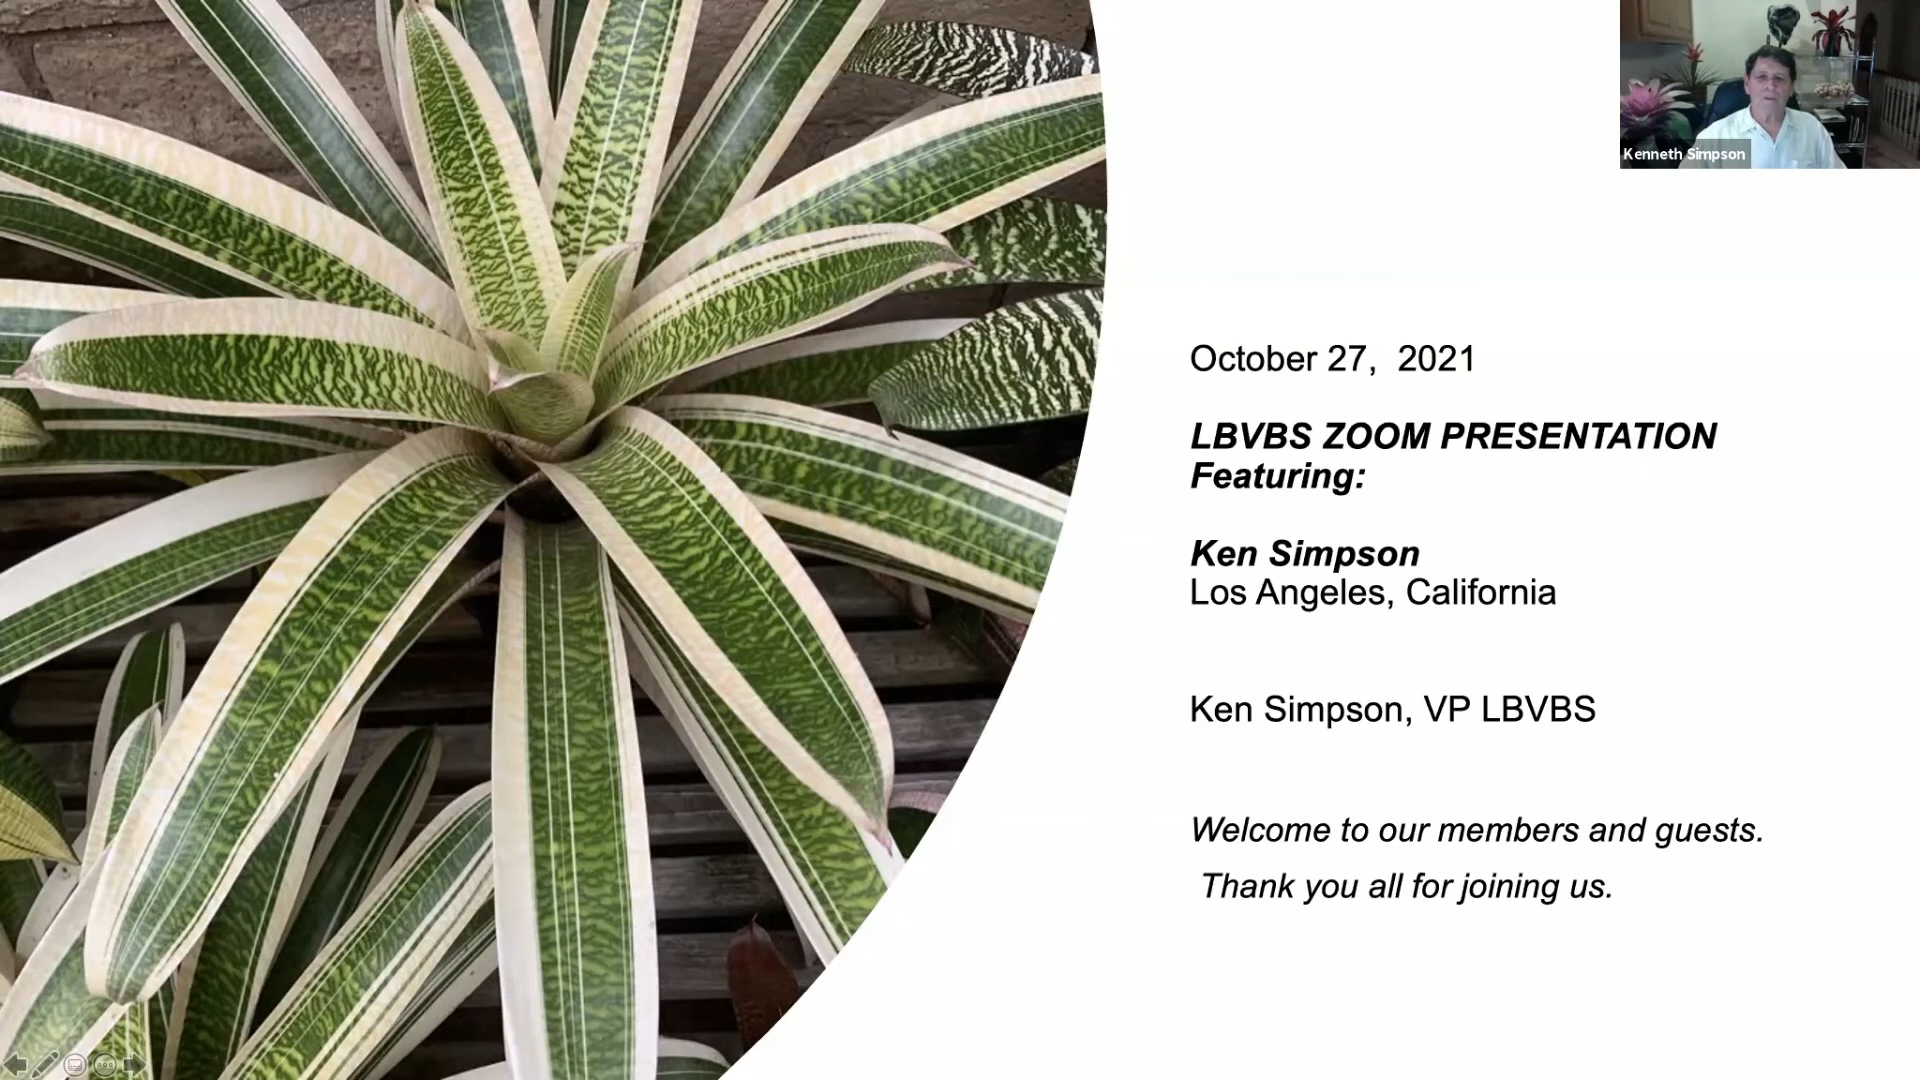 Kenneth Simpson
October 27,  2021
LBVBS ZOOM PRESENTATION
Featuring:
Ken Simpson
Los Angeles, California
Ken Simpson, VP LBVBS
Welcome to our members and guests.
Thank you all for joining us.